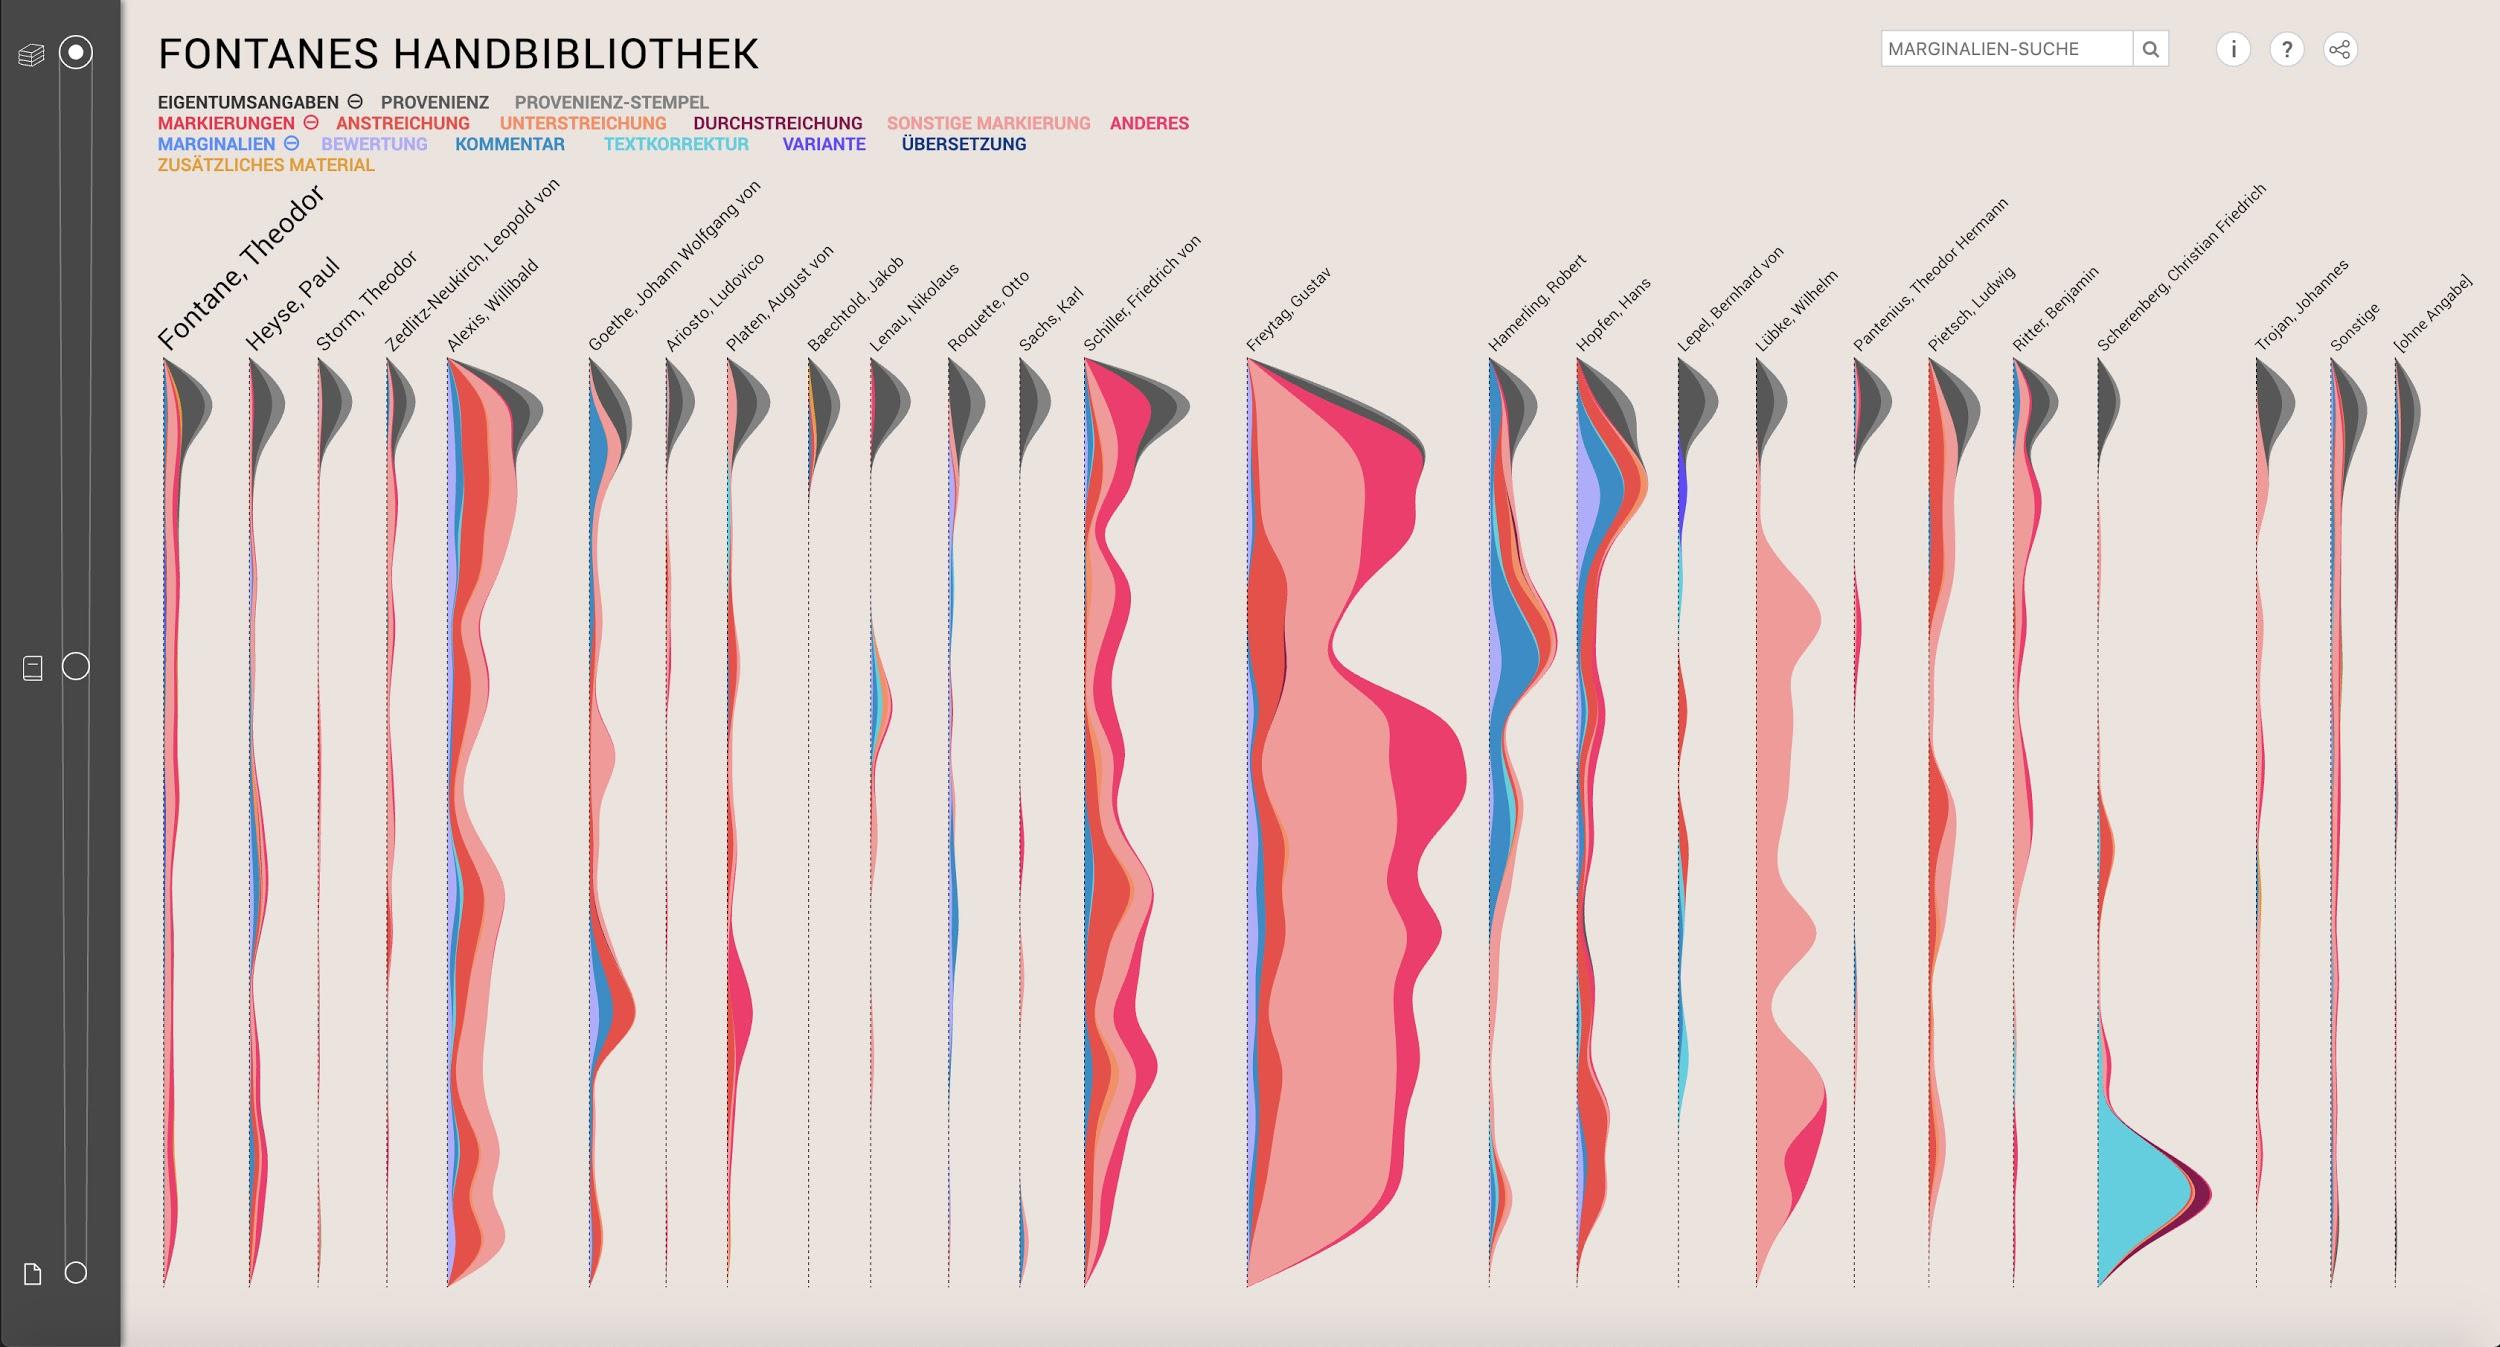 FONTANES HANDBIBLIOTHEK
MARGINALIEN-SUCHE
i
?
EIGENTUMSANGABEN PROVENIENZ PROVENIENZ-STEMPEL
MARKIERUNGEN ANSTREICHUNG UNTERSTREICHUNG DURCHSTREICHUNG SONSTIGE MARKIERUNG ANDERES
MARGINALIEN BEWERTUNG KOMMENTAR TEXTKORREKTUR VARIANTE ÜBERSETZUNG
ZUSÄTZLICHES MATERIAL
Fontane, Theodor
Heyse, Paul
Storm, Theodor
Zedlitz-Neukirch, Leopold von
Alexis, Willibald
Goethe, Johann Wolfgang von
Ariosto, Ludovico
Platen, August von
Baechtold, Jakob
Lenau, Nikolaus
Roquette, Otto
Sachs, Karl
Schiller, Friedrich von
Freytag, Gustav
Hamerling, Robert
Hopfen, Hans
Lepel, Bernhard von
Lübke, Wilhelm
Pantenius, Theodor Hermann
Pietsch, Ludwig
Ritter, Benjamin
Scherenberg, Christian Friedrich
Trojan, Johannes
Sonstige
[ohne Angabe]